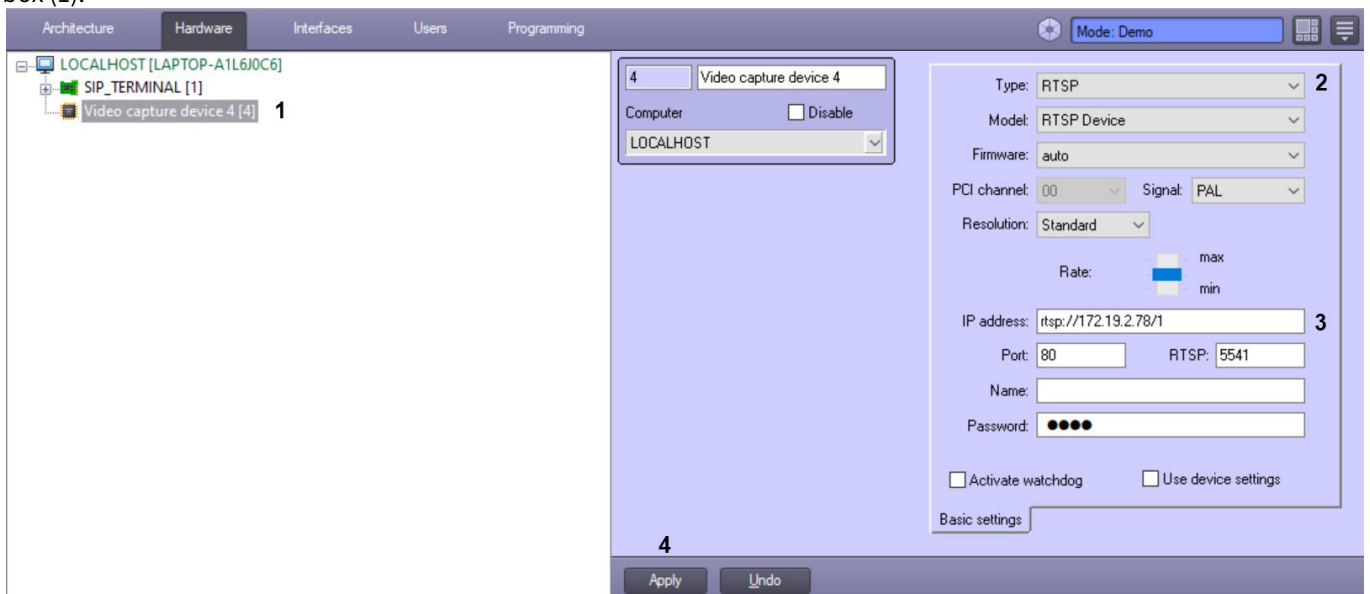 box (2).
Architecture Hardware Interfaces Users Programming Mode: Demo
LOCALHOST [LAPTOP-A1L6J0C6]
SIP_TERMINAL [1]
Video capture device 4 [4] 1
4 Video capture device 4
Computer Disable
LOCALHOST
Type: RTSP 2
Model: RTSP Device
Firmware: auto
PCI channel: 00 Signal: PAL
Resolution: Standard
Rate: max
min
IP address: rtsp://172.19.2.78/1 3
Port: 80 RTSP: 5541
Name:
Password: ●●●●
Activate watchdog Use device settings
Basic settings
4
Apply Undo